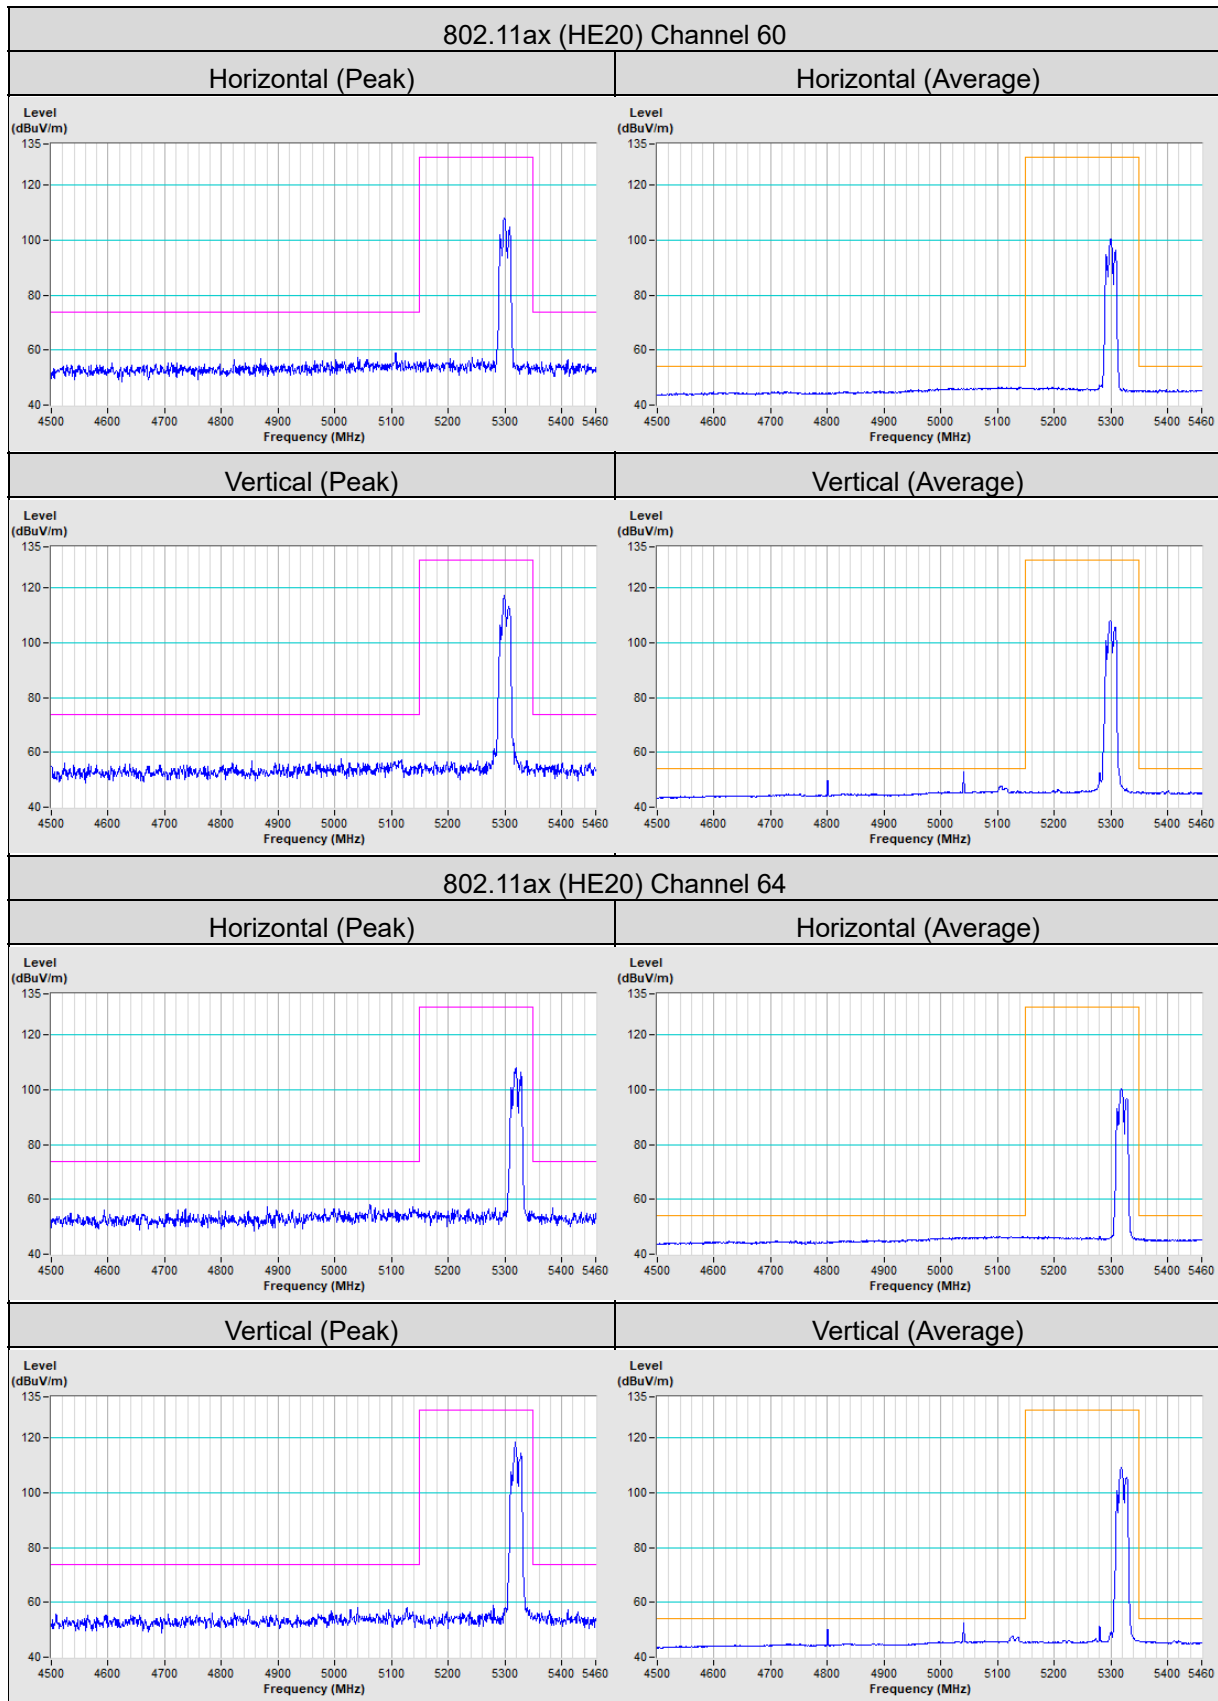 802.11ax (HE20) Channel 60
Horizontal (Peak) Horizontal (Average)
Level Level
(dBuV/m) (dBuV/m)
135 135
120 120
100 100
80 80
60 60
40 40
4500 4600 4700 4800 4900 5000 5100 5200 5300 5400 5460 4500 4600 4700 4800 4900 5000 5100 5200 5300 5400 5460
Frequency (MHz) Frequency (MHz)
Vertical (Peak) Vertical (Average)
Level Level
(dBuV/m) (dBuV/m)
135 135
120 120
100 100
80 80
60 60
40 40
4500 4600 4700 4800 4900 5000 5100 5200 5300 5400 5460 4500 4600 4700 4800 4900 5000 5100 5200 5300 5400 5460
Frequency (MHz) Frequency (MHz)
802.11ax (HE20) Channel 64
Horizontal (Peak) Horizontal (Average)
Level Level
(dBuV/m) (dBuV/m)
135 135
120 120
100 100
80 80
60 60
40 40
4500 4600 4700 4800 4900 5000 5100 5200 5300 5400 5460 4500 4600 4700 4800 4900 5000 5100 5200 5300 5400 5460
Frequency (MHz) Frequency (MHz)
Vertical (Peak) Vertical (Average)
Level Level
(dBuV/m) (dBuV/m)
135 135
120 120
100 100
80 80
60 60
40 40
4500 4600 4700 4800 4900 5000 5100 5200 5300 5400 5460 4500 4600 4700 4800 4900 5000 5100 5200 5300 5400 5460
Frequency (MHz) Frequency (MHz)